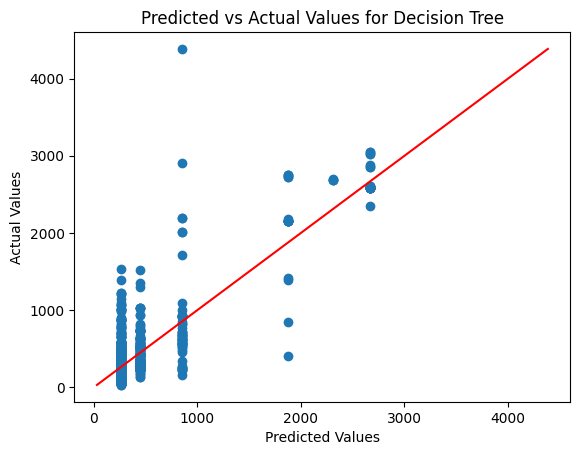 Predicted vs Actual Values for Decision Tree
4000
3000
2000
1000
0
Actual Values
0 1000 2000 3000 4000
Predicted Values